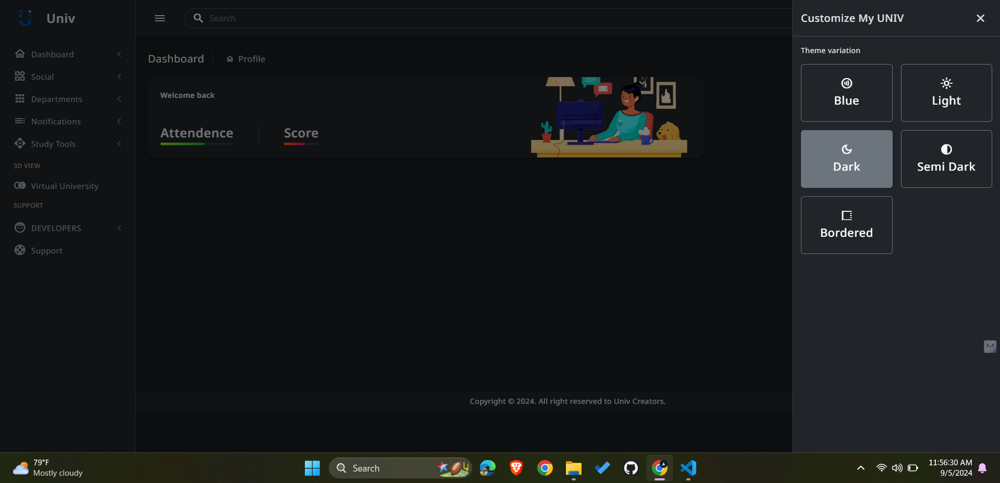 Univ
Search
Customize My UNIV
Dashboard
Social
Departments
Notifications
Study Tools
3D VIEW
Virtual University
SUPPORT
DEVELOPERS
Support
Dashboard
Profile
Welcome back
Attendence
Score
Theme variation
Blue
Light
Dark
Semi Dark
Bordered
Copyright © 2024. All right reserved to Univ Creators.
79°F
Mostly cloudy
Search
11:56:30 AM
9/5/2024